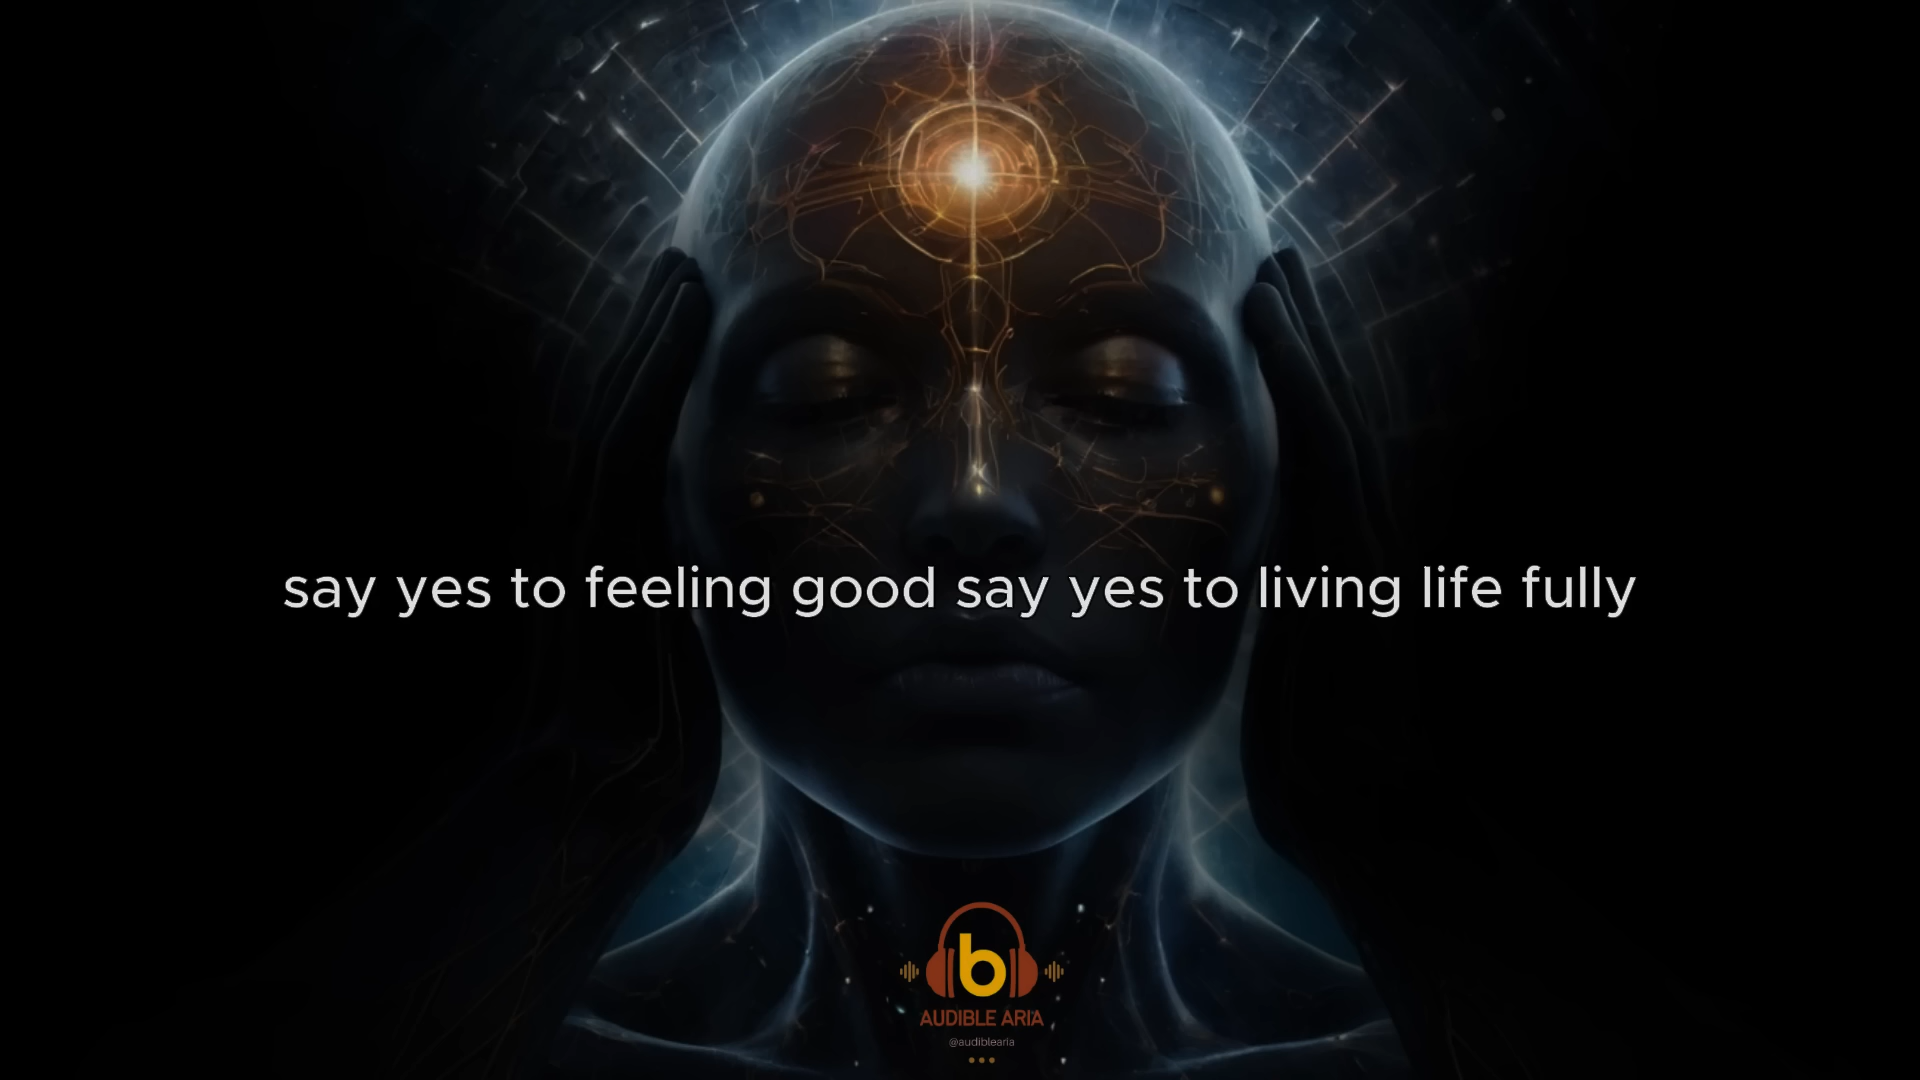 say yes to feeling good say yes to living life fully
b
AUDIBLE ARIA
@audiblearia